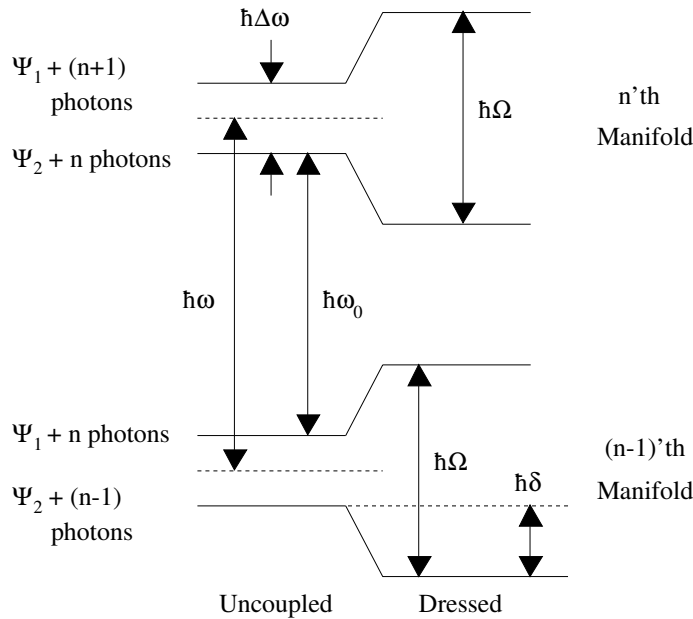 ħΔω
Ψ1 + (n+1)
photons
n'th
ħΩ
Manifold
Ψ2 + n photons
ħω
ħω0
Ψ1 + n photons
(n-1)'th
ħΩ
ħδ
Manifold
Ψ2 + (n-1)
photons
Uncoupled
Dressed